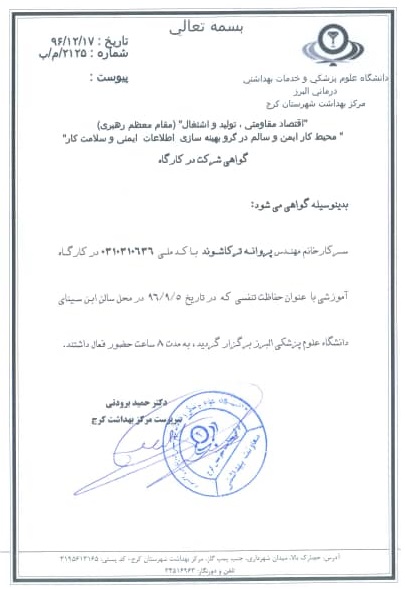 بسمه تعالی
تاریخ : ۹۶/۱۲/۱۷
شماره : ۲۱۲۵/م/پ
پیوست :
دانشگاه علوم پزشکی و خدمات بهداشتی
درمانی البرز
مرکز بهداشت شهرستان کرج
"اقتصاد مقاومتی ، تولید و اشتغال" (مقام معظم رهبری)
" محیط کار ایمن و سالم در گرو بهینه سازی اطلاعات ایمنی و سلامت کار"
گواهی شرکت در کارگاه
بدینوسیله گواهی می شود:
سرکارخانم مهندس پروانه ترکاشوند با کد ملی ۰۳۱۰۳۱۰۶۳۶ در کارگاه
آموزشی با عنوان حفاظت تنفسی که در تاریخ ۹۶/۹/۵ در محل سالن ابن سینای
دانشگاه علوم پزشکی البرز برگزار گردید ، به مدت ۸ ساعت حضور فعال داشتند.
دکتر حمید برودتی
سرپرست مرکز بهداشت کرج
معاونت بهداشتی
آدرس: حصارک بالا، میدان شهرداری، جنب پمپ گاز، مرکز بهداشت شهرستان کرج- کد پستی: ۳۱۹۵۶۱۳۱۶۵
تلفن و دورنگار: ۳۴۵۱۶۹۶۳